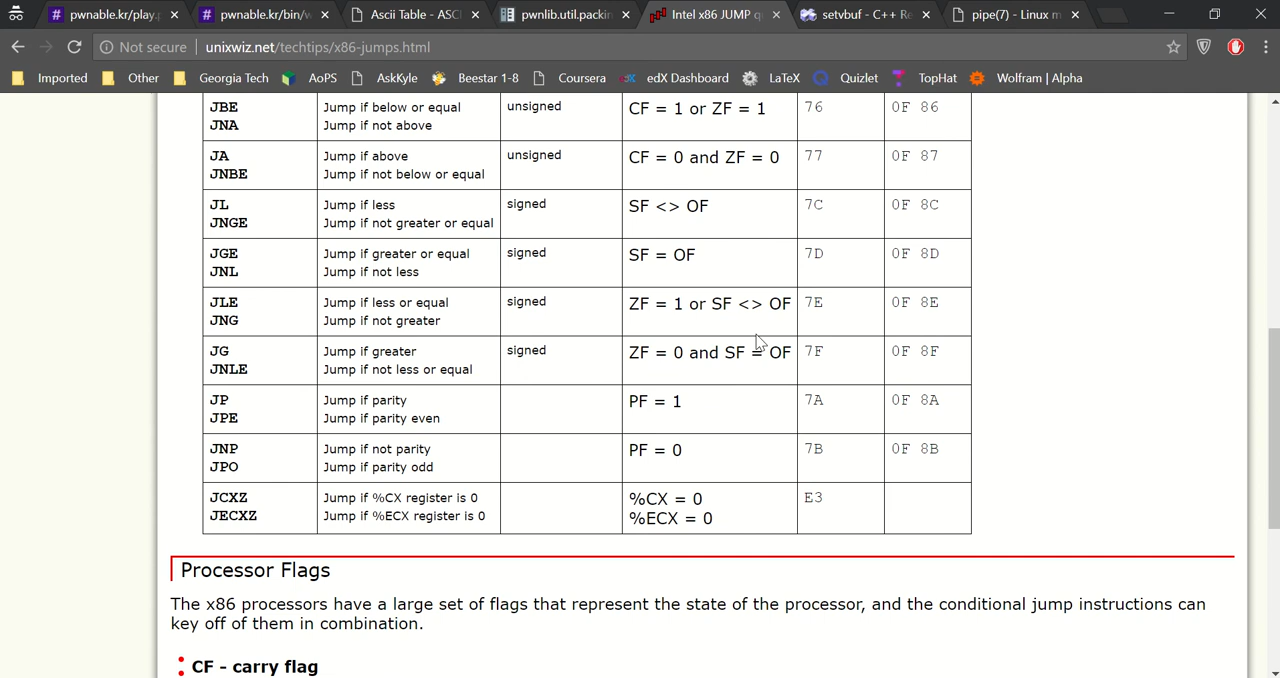 pwnable.kr/play.p
pwnable.kr/bin/w
Ascii Table - ASC
pwnlib.util.packin
Intel x86 JUMP q
setvbuf - C++ Re
pipe(7) - Linux m
Not secure
unixwiz.net/techtips/x86-jumps.html
Imported
Other
Georgia Tech
AoPS
AskKyle
Beestar 1-8
Coursera
edX Dashboard
LaTeX
Quizlet
TopHat
Wolfram | Alpha
JBE Jump if below or equal unsigned CF = 1 or ZF = 1 76 0F 86
JNA Jump if not above
JA Jump if above unsigned CF = 0 and ZF = 0 77 0F 87
JNBE Jump if not below or equal
JL Jump if less signed SF <> OF 7C 0F 8C
JNGE Jump if not greater or equal
JGE Jump if greater or equal signed SF = OF 7D 0F 8D
JNL Jump if not less
JLE Jump if less or equal signed ZF = 1 or SF <> OF 7E 0F 8E
JNG Jump if not greater
JG Jump if greater signed ZF = 0 and SF = OF 7F 0F 8F
JNLE Jump if not less or equal
JP Jump if parity PF = 1 7A 0F 8A
JPE Jump if parity even
JNP Jump if not parity PF = 0 7B 0F 8B
JPO Jump if parity odd
JCXZ Jump if %CX register is 0 %CX = 0 E3
JECXZ Jump if %ECX register is 0 %ECX = 0
Processor Flags
The x86 processors have a large set of flags that represent the state of the processor, and the conditional jump instructions can
key off of them in combination.
CF - carry flag